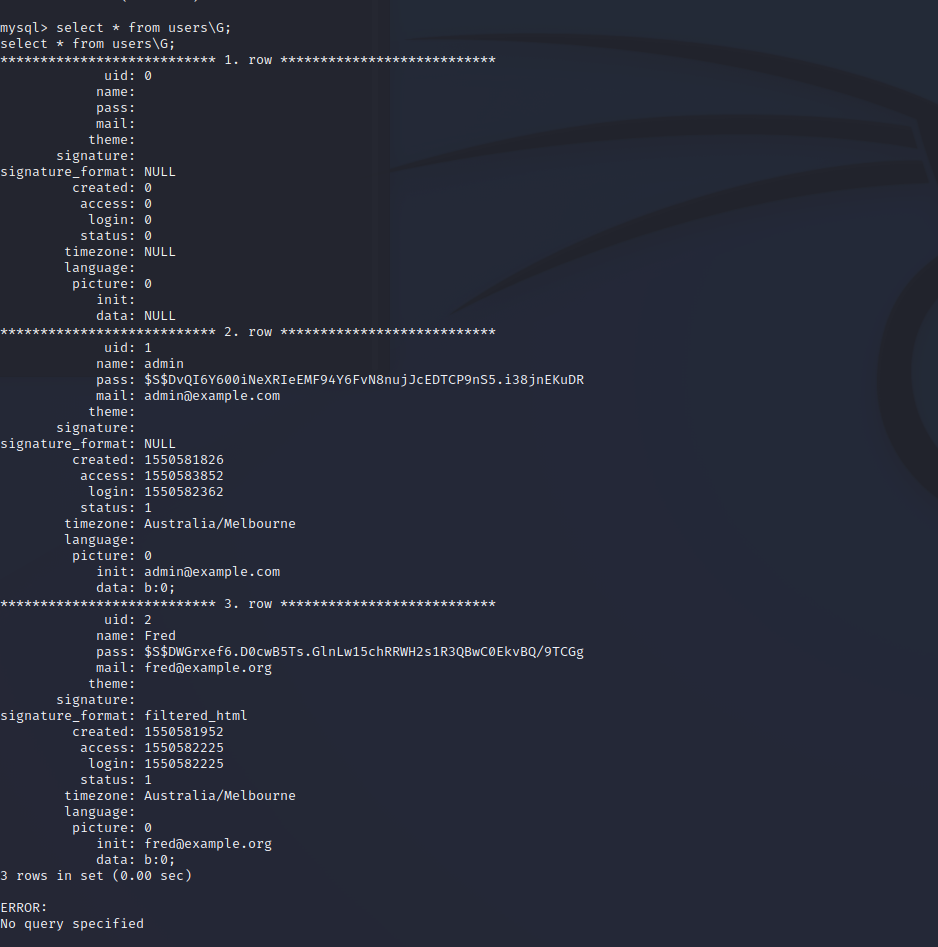 mysql> select * from users\G;
select * from users\G;
*************************** 1. row ***************************
uid: 0
name:
pass:
mail:
theme:
signature:
signature_format: NULL
created: 0
access: 0
login: 0
status: 0
timezone: NULL
language:
picture: 0
init:
data: NULL
*************************** 2. row ***************************
uid: 1
name: admin
pass: $S$DvQI6Y600iNeXRIeEMF94Y6FvN8nujJcEDTCP9nS5.i38jnEKuDR
mail: admin@example.com
theme:
signature:
signature_format: NULL
created: 1550581826
access: 1550583852
login: 1550582362
status: 1
timezone: Australia/Melbourne
language:
picture: 0
init: admin@example.com
data: b:0;
*************************** 3. row ***************************
uid: 2
name: Fred
pass: $S$DWGrxef6.D0cwB5Ts.GlnLw15chRRWH2s1R3QBwC0EkvBQ/9TCGg
mail: fred@example.org
theme:
signature:
signature_format: filtered_html
created: 1550581952
access: 1550582225
login: 1550582225
status: 1
timezone: Australia/Melbourne
language:
picture: 0
init: fred@example.org
data: b:0;
3 rows in set (0.00 sec)
ERROR:
No query specified